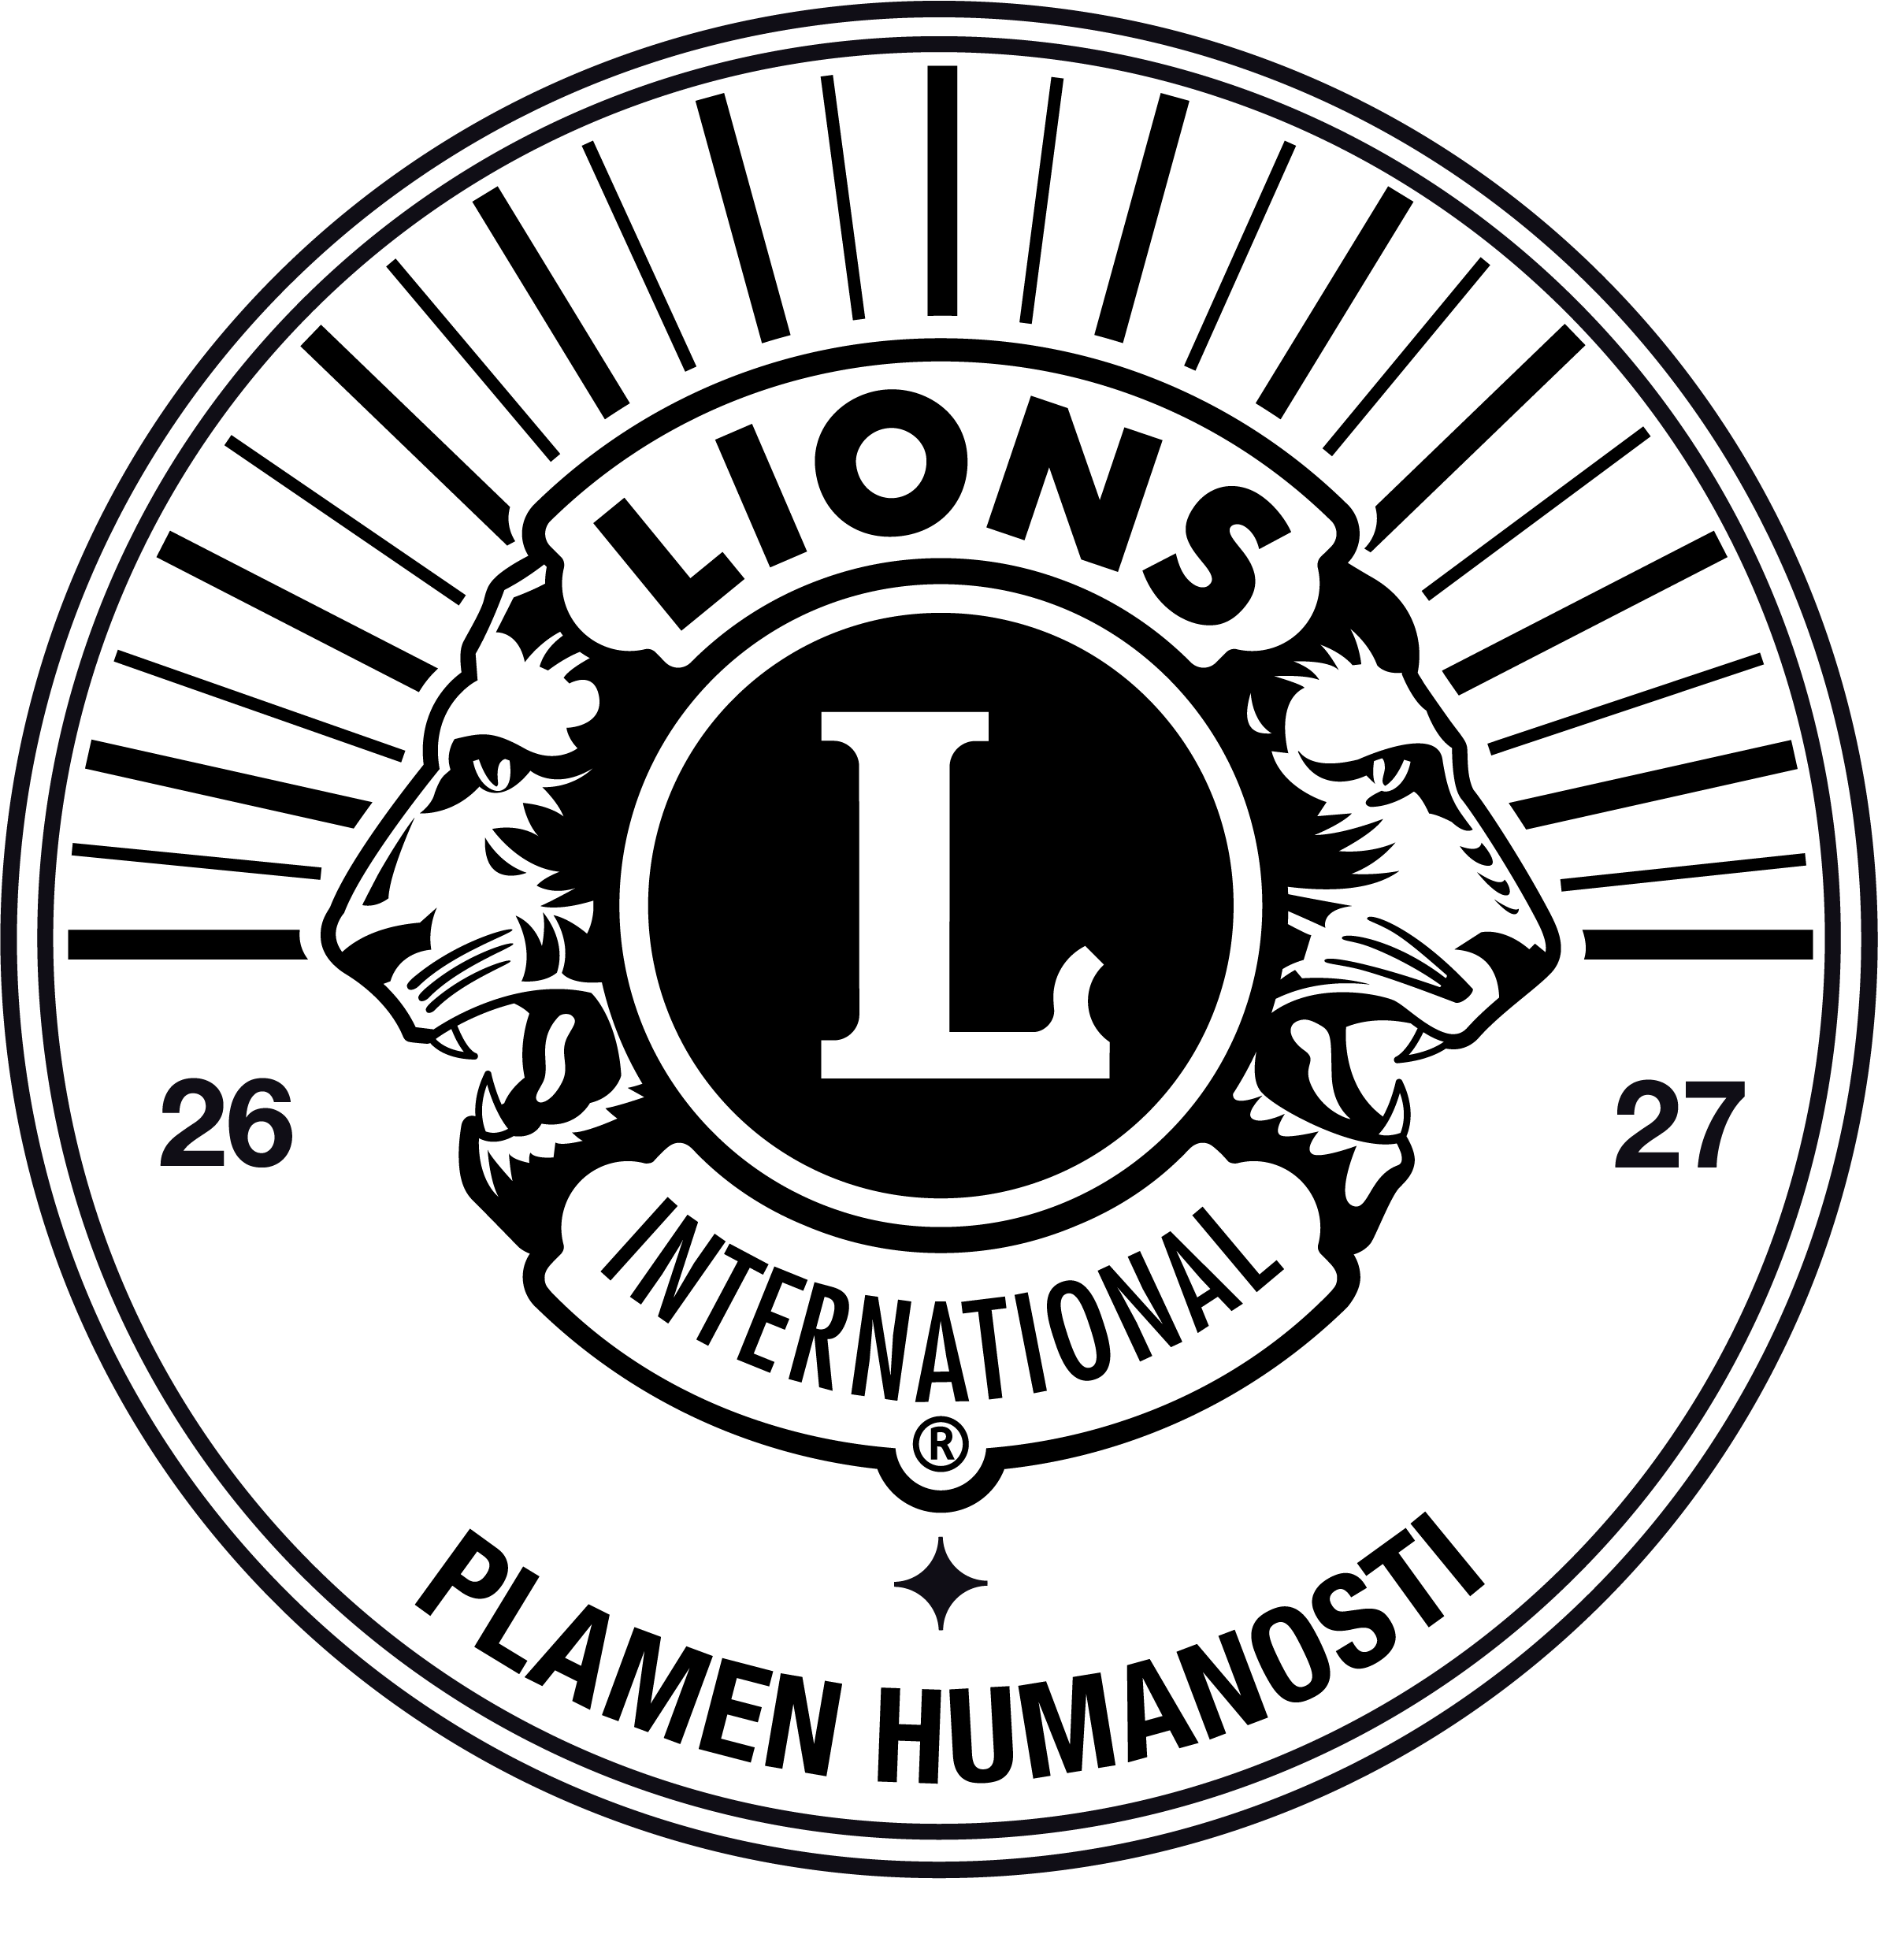 LIONS
L
26
27
INTERNATIONAL
®
PLAMEN HUMANOSTI